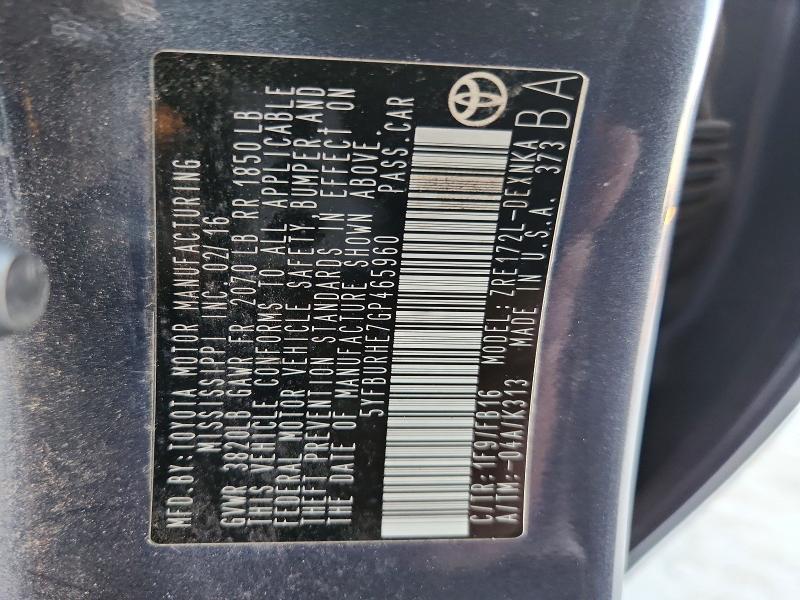 MFD.BY:TOYOTA MOTOR MANUFACTURING
MISSISSIPPI INC. 02/16
GVWR 3820LB GAWR FR 2070LB RR 1850LB
THIS VEHICLE CONFORMS TO ALL APPLICABLE
FEDERAL MOTOR VEHICLE SAFETY,BUMPER,AND
THEFT PREVENTION STANDARDS IN EFFECT ON
THE DATE OF MANUFACTURE SHOWN ABOVE.
5YFBURHE7GP465960 PASS.CAR
C/TR:1F9/FB16 MODEL:ZRE172L-DEXNKA
A/TM:-04A/K313 MADE IN U.S.A. 373
BA